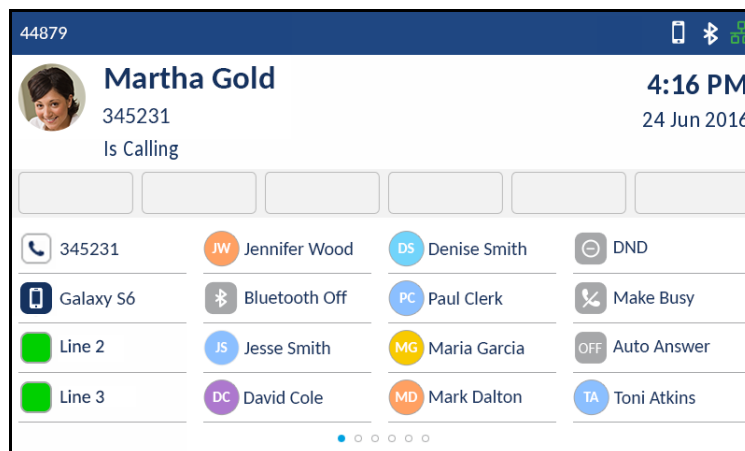 44879
Martha Gold
4:16 PM
345231
24 Jun 2016
Is Calling
345231
JW Jennifer Wood
DS Denise Smith
DND
Galaxy S6
Bluetooth Off
PC Paul Clerk
Make Busy
Line 2
JS Jesse Smith
MG Maria Garcia
OFF Auto Answer
Line 3
DC David Cole
MD Mark Dalton
TA Toni Atkins